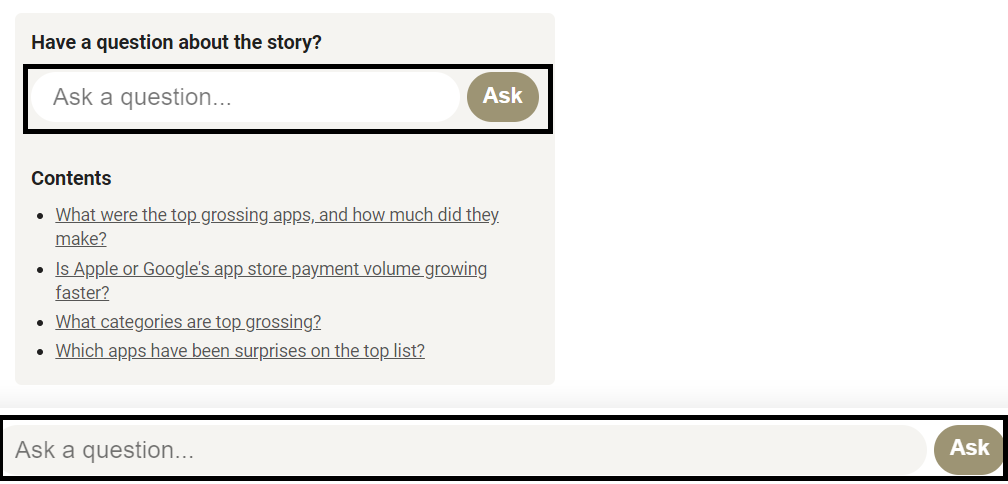 Have a question about the story?
Ask a question... Ask
Contents
What were the top grossing apps, and how much did they
make?
Is Apple or Google's app store payment volume growing
faster?
What categories are top grossing?
Which apps have been surprises on the top list?
Ask a question... Ask